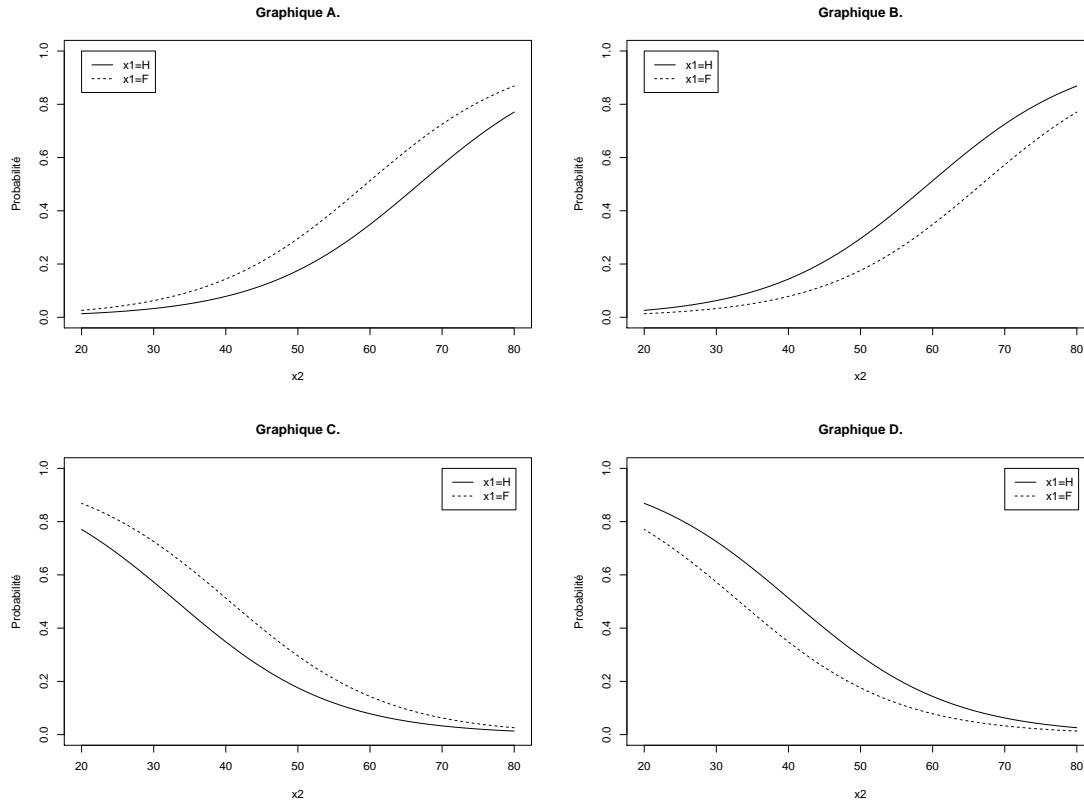 Graphique A.
x1=H
x1=F
Probabilité
0.0 0.2 0.4 0.6 0.8 1.0
20 30 40 50 60 70 80
x2
Graphique B.
x1=H
x1=F
Probabilité
0.0 0.2 0.4 0.6 0.8 1.0
20 30 40 50 60 70 80
x2
Graphique C.
x1=H
x1=F
Probabilité
0.0 0.2 0.4 0.6 0.8 1.0
20 30 40 50 60 70 80
x2
Graphique D.
x1=H
x1=F
Probabilité
0.0 0.2 0.4 0.6 0.8 1.0
20 30 40 50 60 70 80
x2